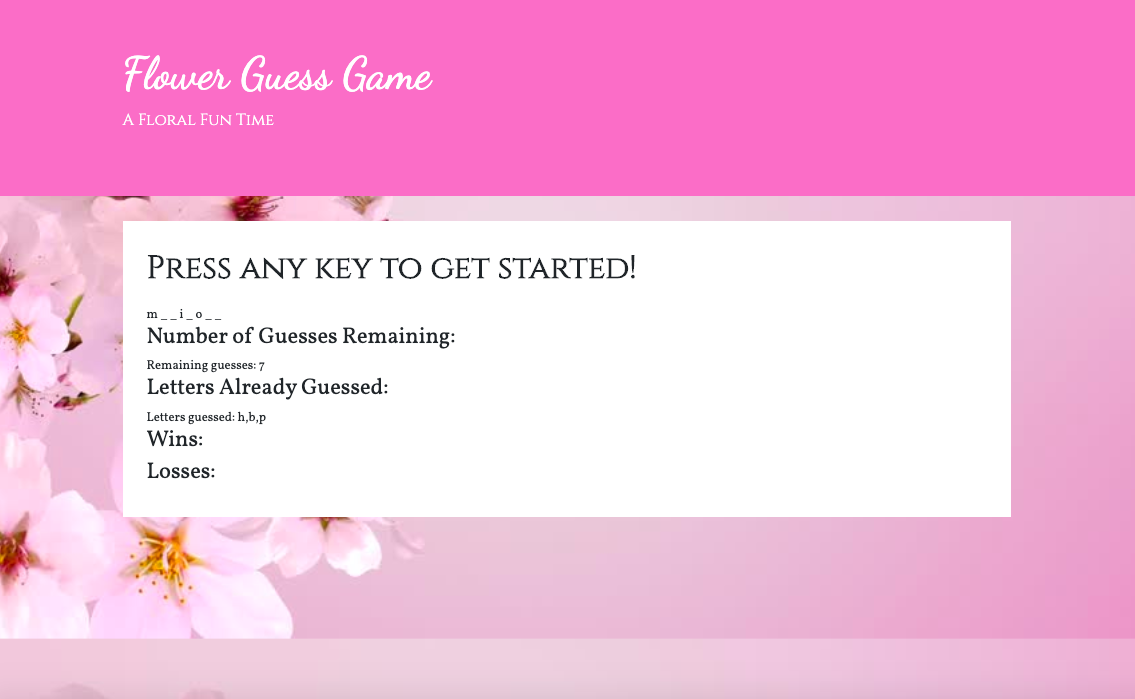 Flower Guess Game
A Floral Fun Time
Press any key to get started!
m _ _ i _ o _ _
Number of Guesses Remaining:
Remaining guesses: 7
Letters Already Guessed:
Letters guessed: h,b,p
Wins:
Losses: